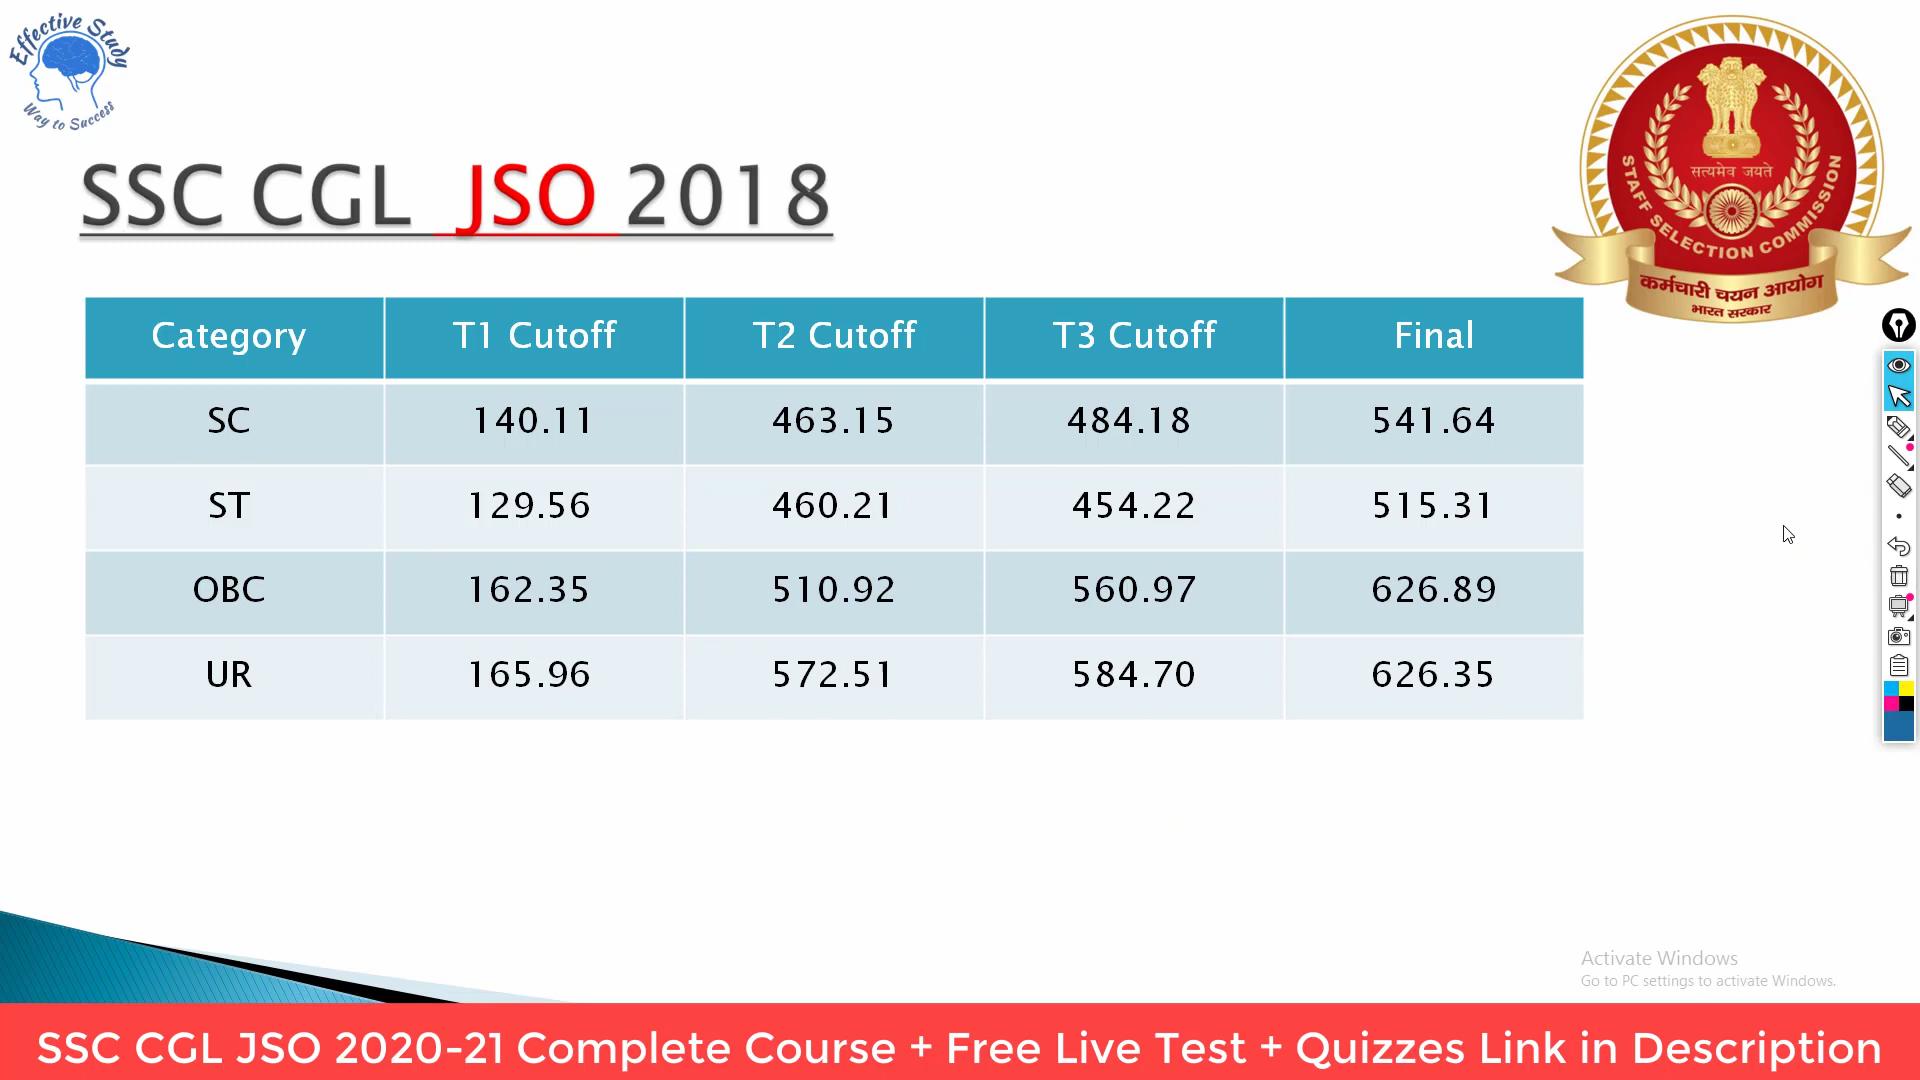 Effective Study
Way to Success
SSC CGL JSO 2018
सत्यमेव जयते
STAFF SELECTION COMMISSION
कर्मचारी चयन आयोग
भारत सरकार
Category T1 Cutoff T2 Cutoff T3 Cutoff Final
SC 140.11 463.15 484.18 541.64
ST 129.56 460.21 454.22 515.31
OBC 162.35 510.92 560.97 626.89
UR 165.96 572.51 584.70 626.35
Activate Windows
Go to PC settings to activate Windows.
SSC CGL JSO 2020-21 Complete Course + Free Live Test + Quizzes Link in Description